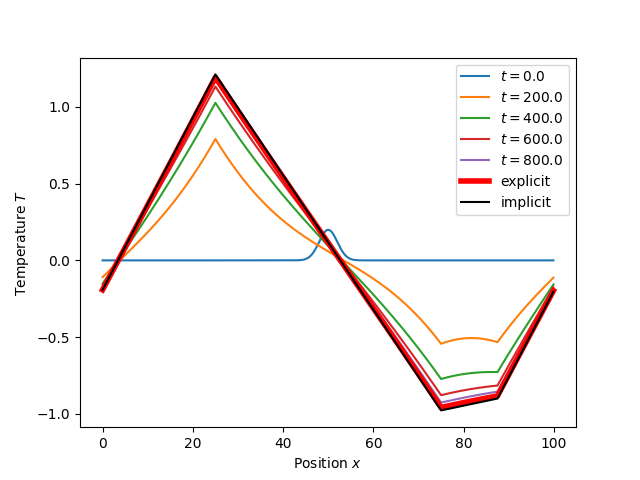 t = 0.0
t = 200.0
t = 400.0
t = 600.0
t = 800.0
explicit
implicit
1.0
0.5
0.0
−0.5
−1.0
Temperature T
0 20 40 60 80 100
Position x